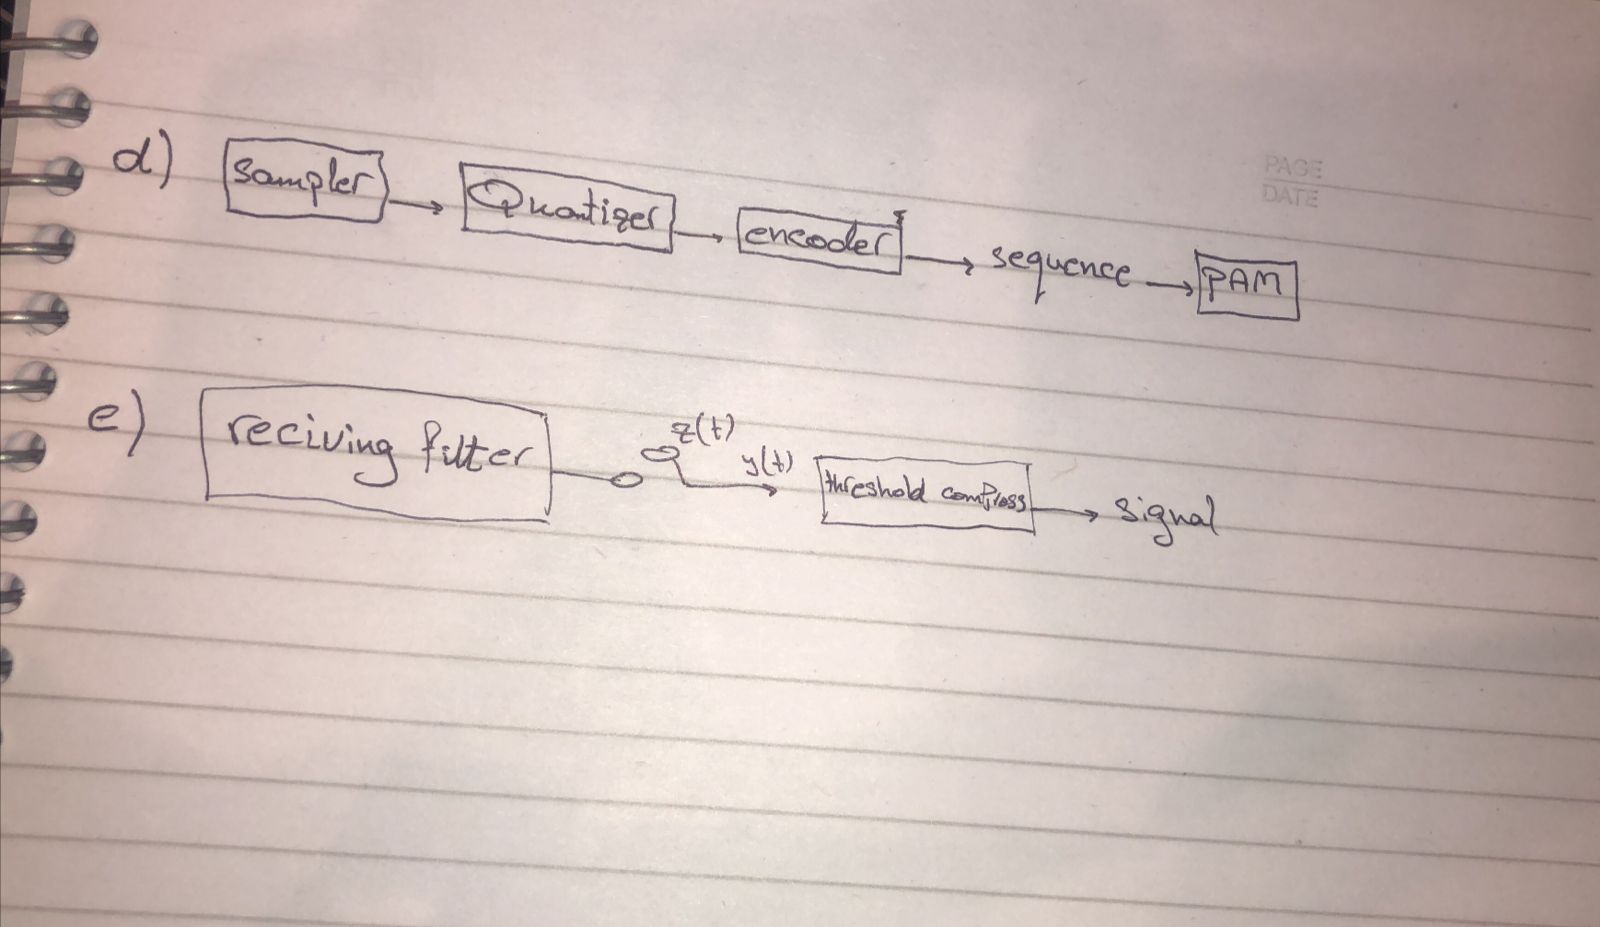 PAGE
DATE
d) Sampler → Quantizer → encoder → sequence → PAM
e) reciving filter z(t) y(t) threshold compress → signal